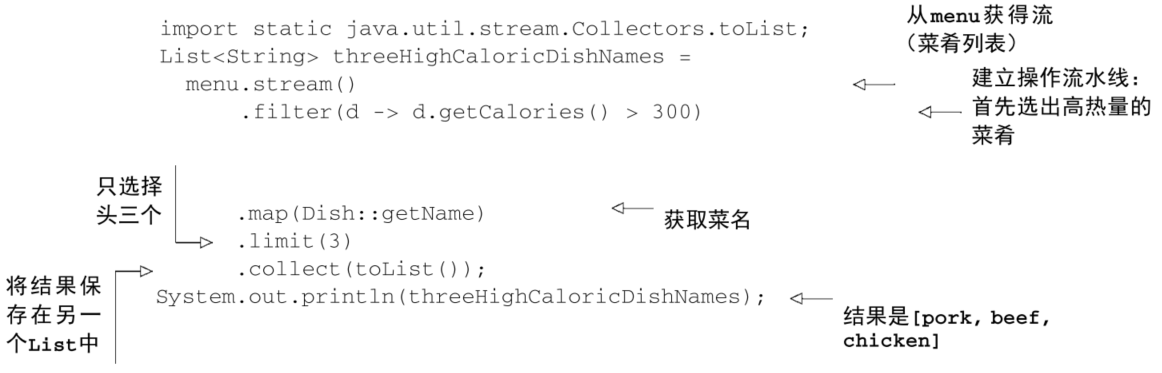 import static java.util.stream.Collectors.toList;
List<String> threeHighCaloricDishNames =
menu.stream()
.filter(d -> d.getCalories() > 300)
从menu获得流
（菜肴列表）
建立操作流水线：
首先选出高热量的
菜肴
只选择
头三个
.map(Dish::getName)
获取菜名
.limit(3)
.collect(toList());
将结果保
存在另一
个List中
System.out.println(threeHighCaloricDishNames);
结果是[pork, beef,
chicken]